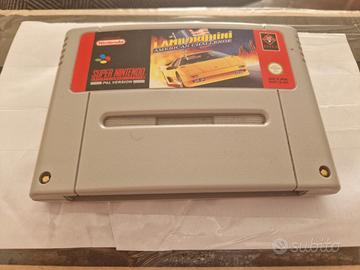 Nintendo
Lamborghini
AMERICAN CHALLENGE
SUPER NINTENDO
PAL VERSION
subito